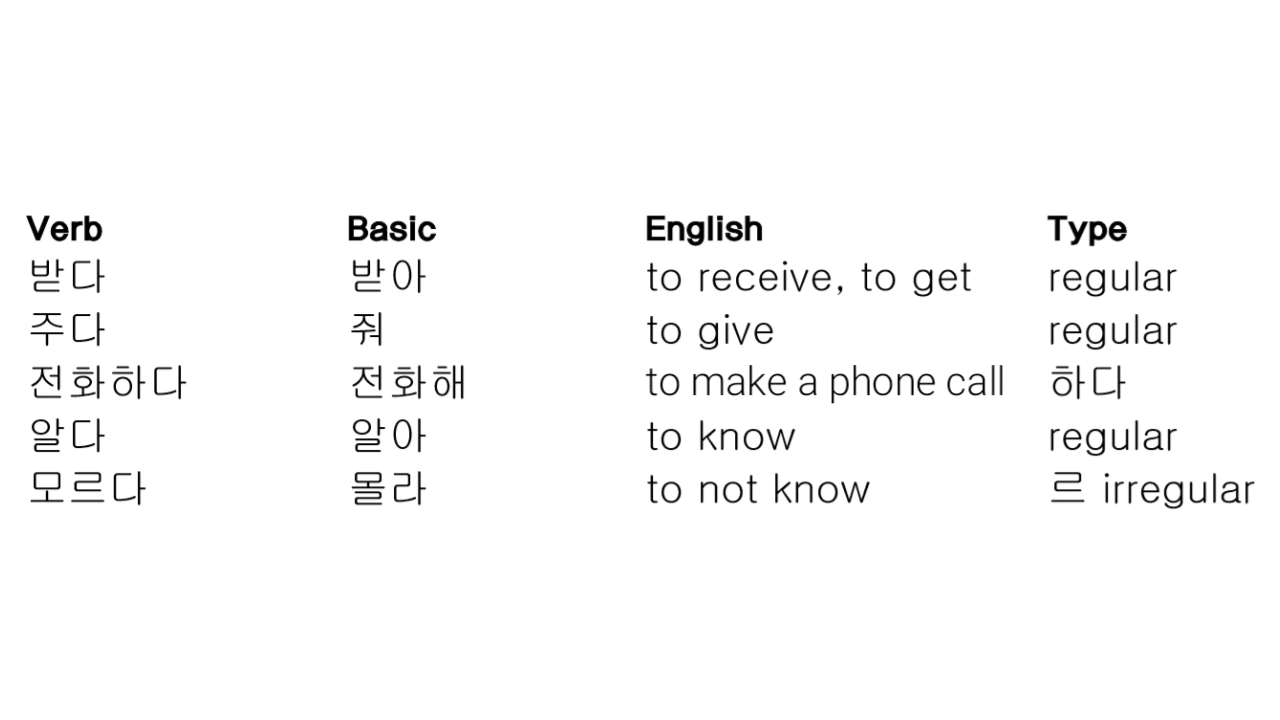 Verb Basic English Type
받다 받아 to receive, to get regular
주다 줘 to give regular
전화하다 전화해 to make a phone call 하다
알다 알아 to know regular
모르다 몰라 to not know 르 irregular